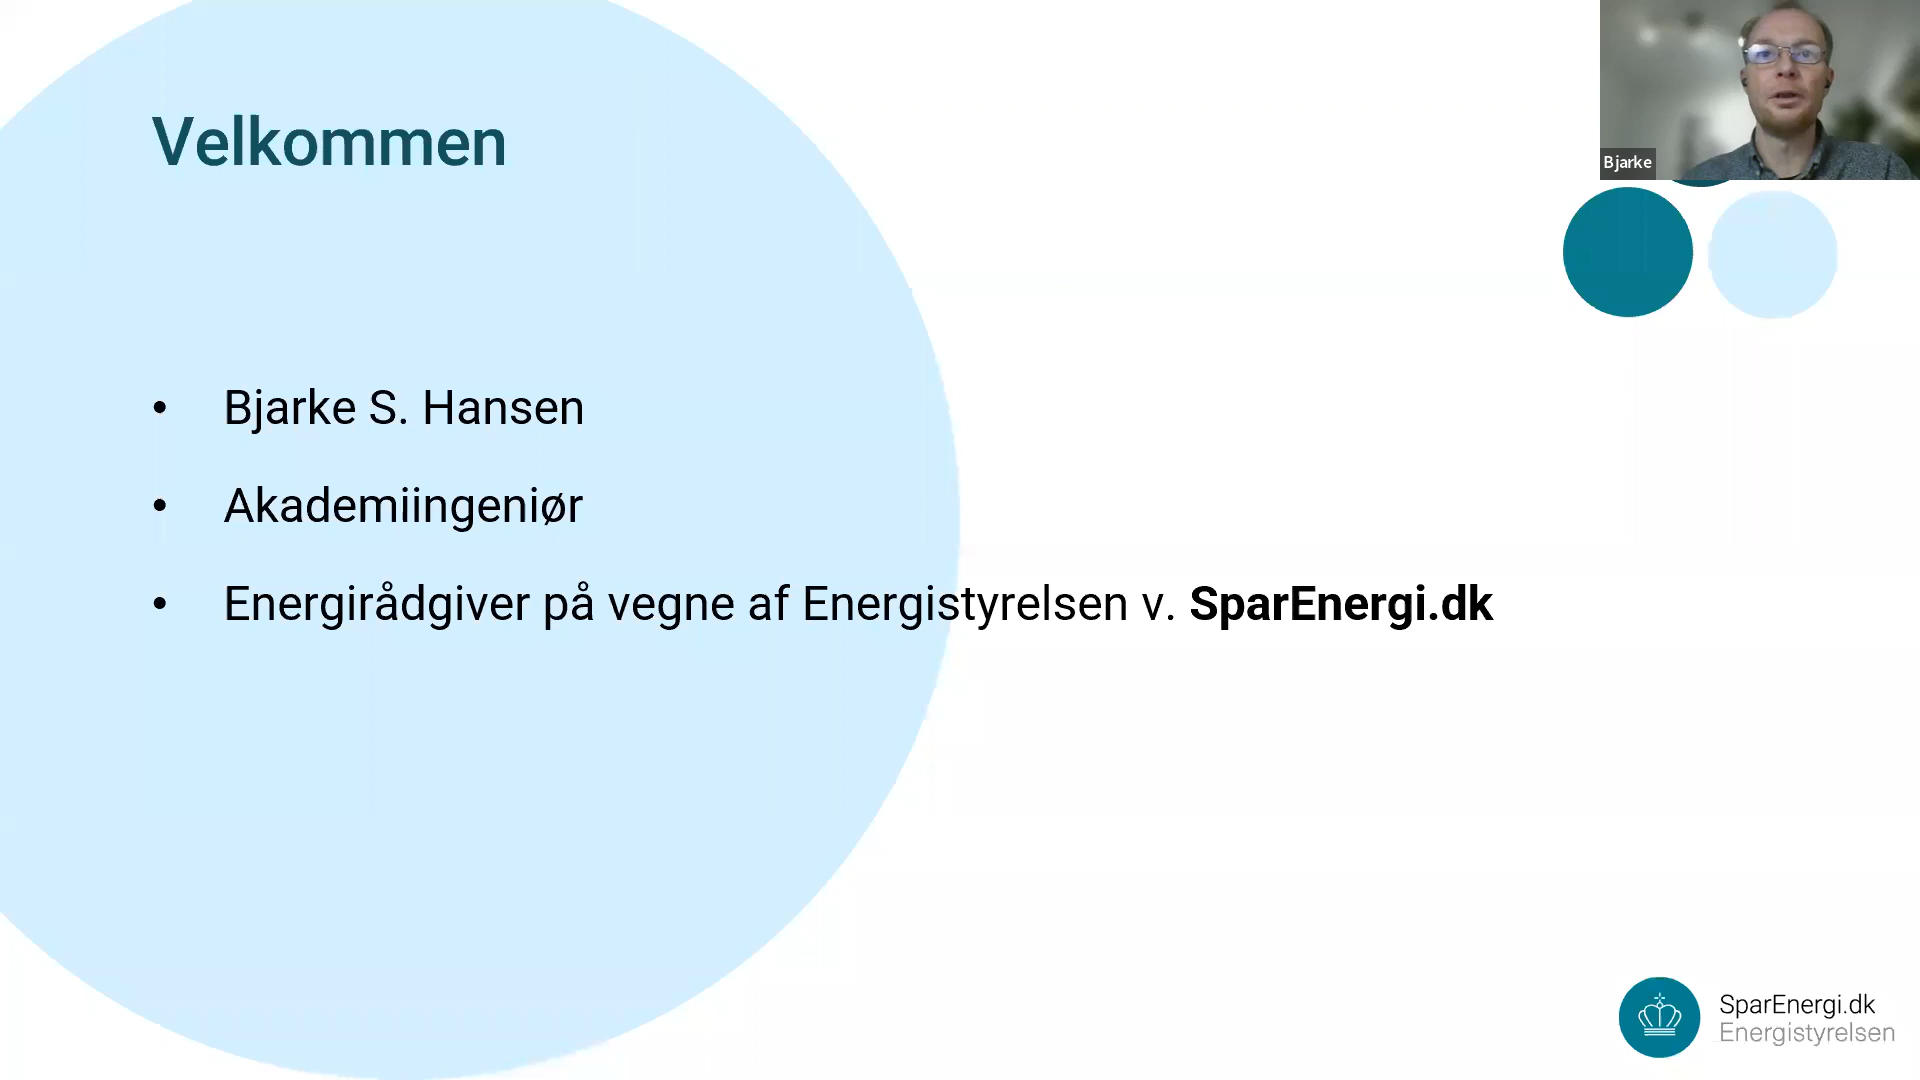 Velkommen
Bjarke
• Bjarke S. Hansen
• Akademiingeniør
• Energirådgiver på vegne af Energistyrelsen v. SparEnergi.dk
SparEnergi.dk
Energistyrelsen